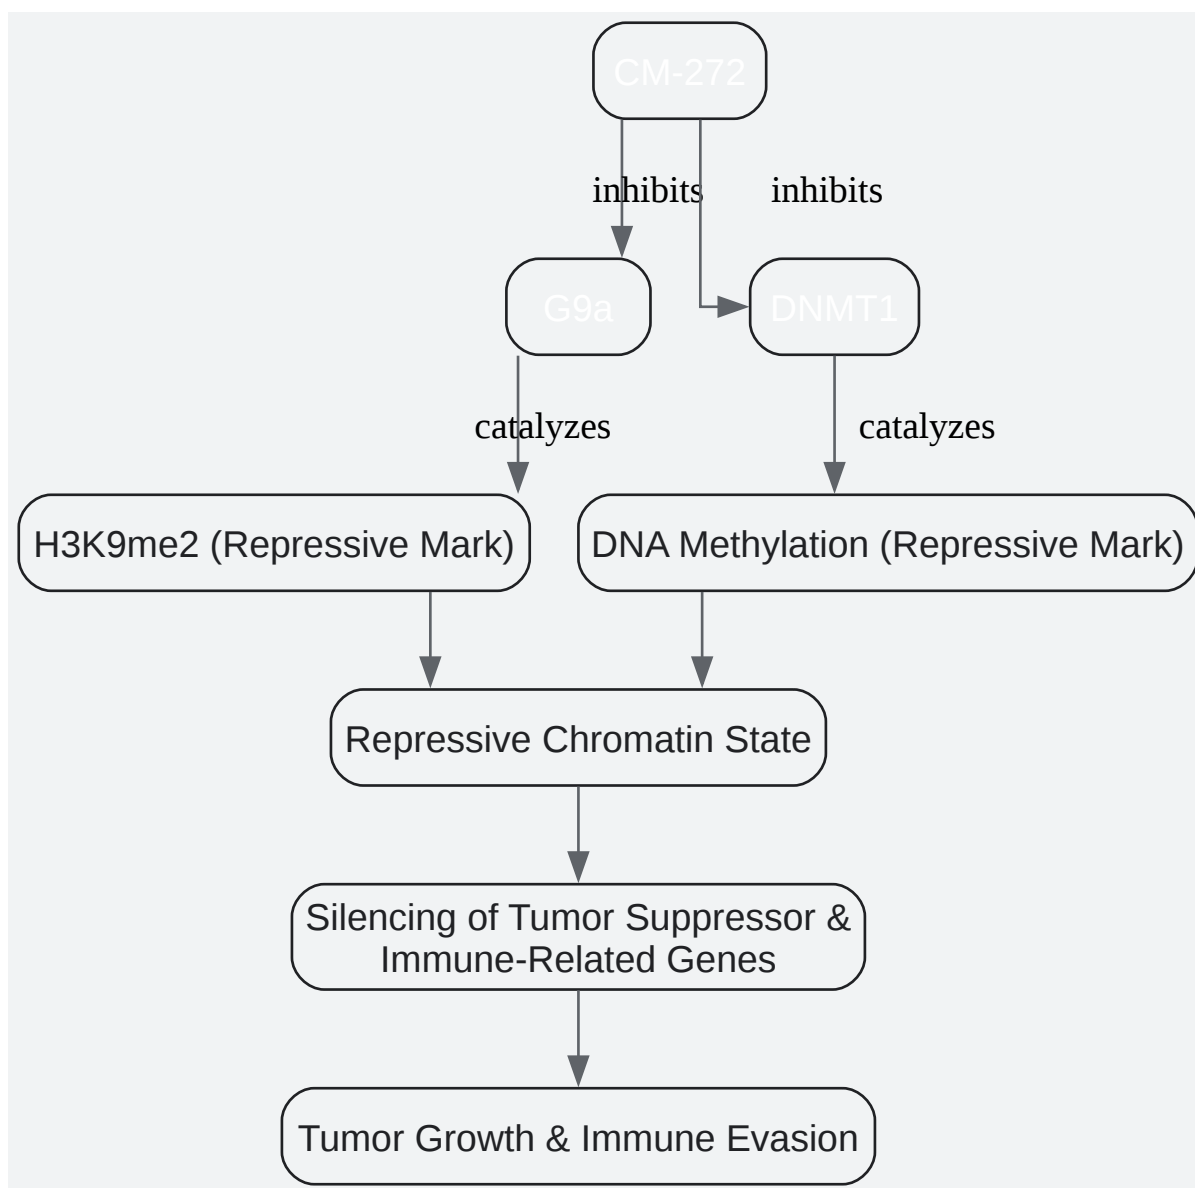 CM-272
inhibits
inhibits
G9a
DNMT1
catalyzes
catalyzes
H3K9me2 (Repressive Mark)
DNA Methylation (Repressive Mark)
Repressive Chromatin State
Silencing of Tumor Suppressor &
Immune-Related Genes
Tumor Growth & Immune Evasion